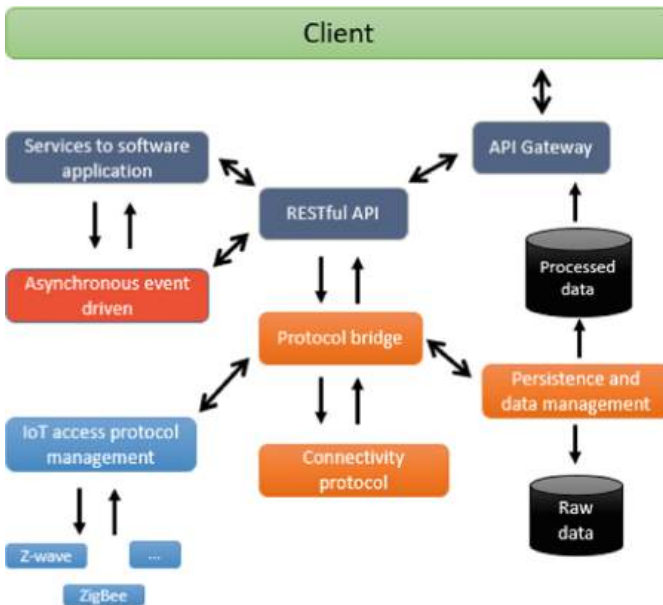 Client
Services to software
application
API Gateway
RESTful API
Asynchronous event
driven
Processed
data
Protocol bridge
Persistence and
data management
IoT access protocol
management
Connectivity
protocol
Raw
data
Z-wave
...
ZigBee